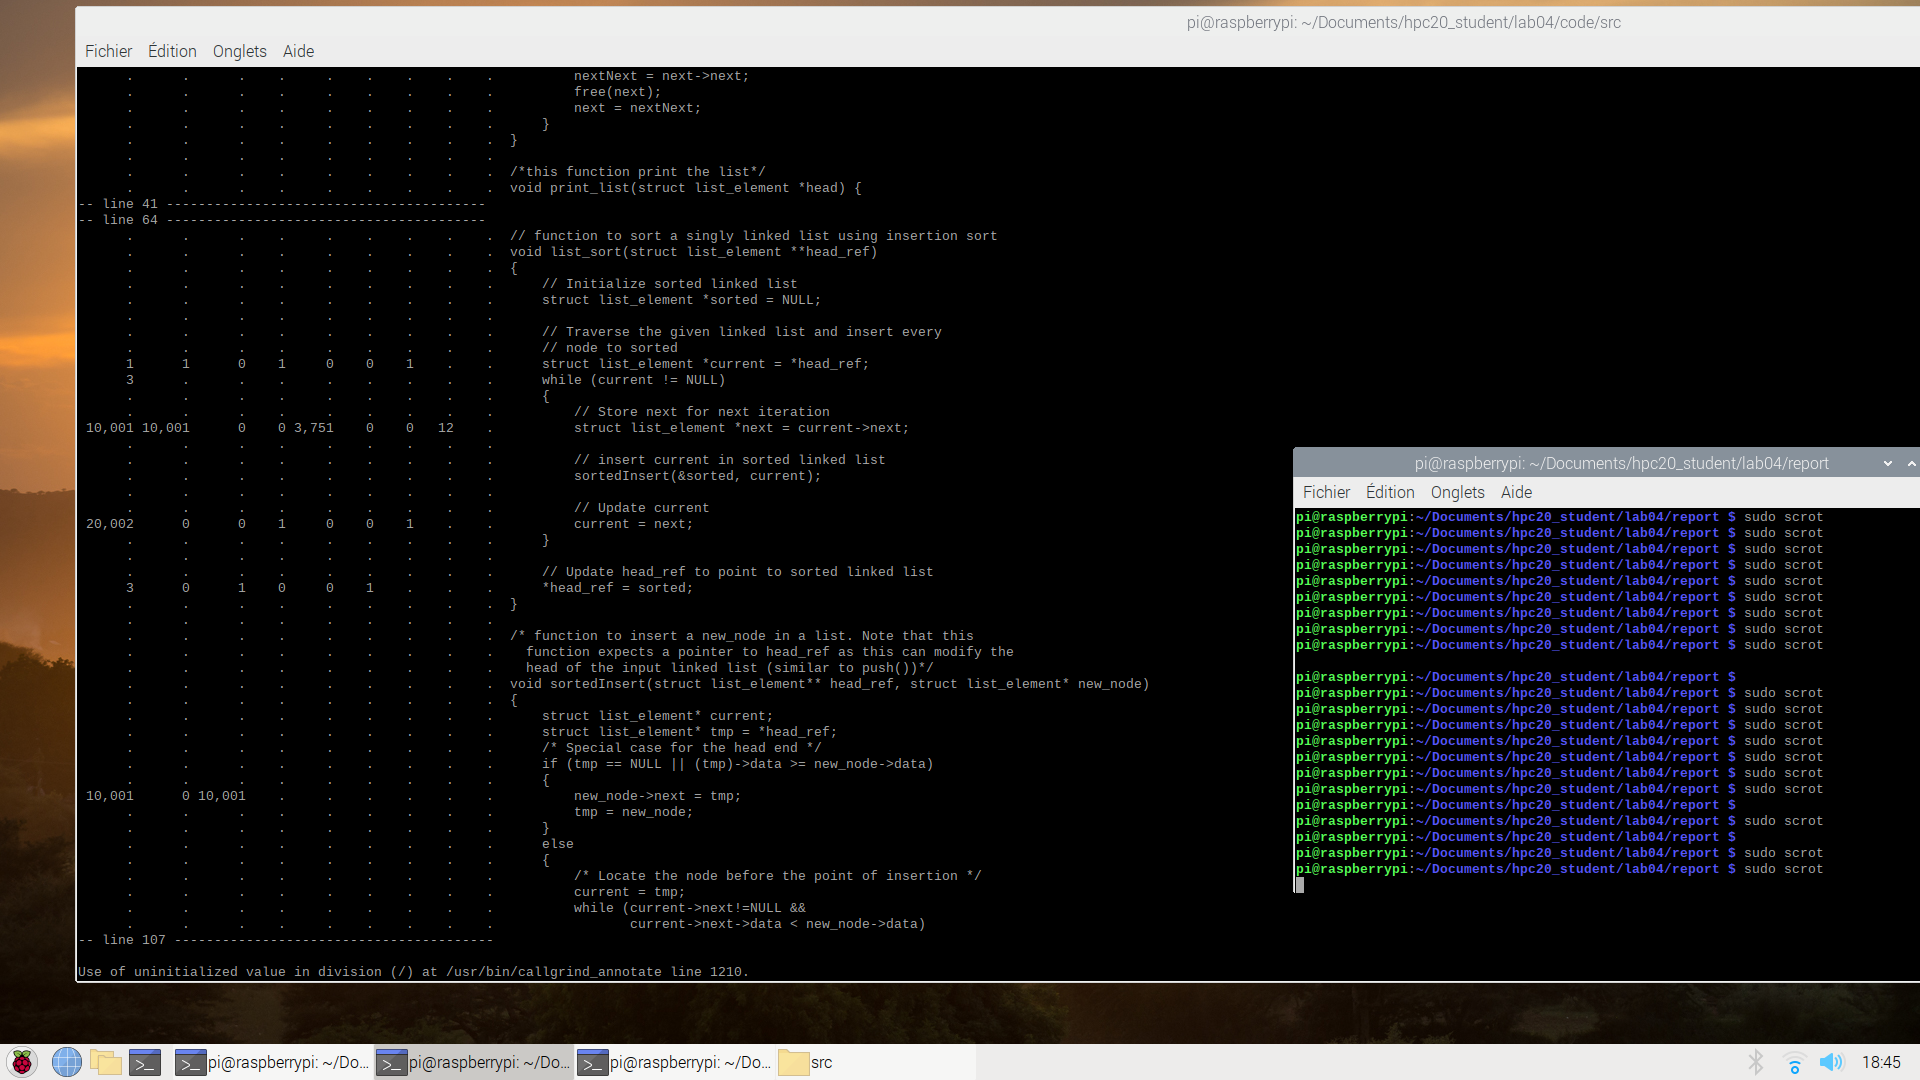 pi@raspberrypi: ~/Documents/hpc20_student/lab04/code/src
Fichier Édition Onglets Aide
. . . . . . . . . nextNext = next->next;
. . . . . . . . . free(next);
. . . . . . . . . next = nextNext;
. . . . . . . . . }
. . . . . . . . . }
. . . . . . . . .
. . . . . . . . . /*this function print the list*/
. . . . . . . . . void print_list(struct list_element *head) {
-- line 41 ----------------------------------------
-- line 64 ----------------------------------------
. . . . . . . . . // function to sort a singly linked list using insertion sort
. . . . . . . . . void list_sort(struct list_element **head_ref)
. . . . . . . . . {
. . . . . . . . . // Initialize sorted linked list
. . . . . . . . . struct list_element *sorted = NULL;
. . . . . . . . .
. . . . . . . . . // Traverse the given linked list and insert every
. . . . . . . . . // node to sorted
1 1 0 1 0 0 1 . . struct list_element *current = *head_ref;
3 . . . . . . . . while (current != NULL)
. . . . . . . . . {
. . . . . . . . . // Store next for next iteration
10,001 10,001 0 0 3,751 0 0 12 . struct list_element *next = current->next;
. . . . . . . . .
. . . . . . . . . // insert current in sorted linked list
. . . . . . . . . sortedInsert(&sorted, current);
. . . . . . . . .
. . . . . . . . . // Update current
20,002 0 0 1 0 0 1 . . current = next;
. . . . . . . . . }
. . . . . . . . .
. . . . . . . . . // Update head_ref to point to sorted linked list
3 0 1 0 0 1 . . . *head_ref = sorted;
. . . . . . . . . }
. . . . . . . . .
. . . . . . . . . /* function to insert a new_node in a list. Note that this
. . . . . . . . . function expects a pointer to head_ref as this can modify the
. . . . . . . . . head of the input linked list (similar to push())*/
. . . . . . . . . void sortedInsert(struct list_element** head_ref, struct list_element* new_node)
. . . . . . . . . {
. . . . . . . . . struct list_element* current;
. . . . . . . . . struct list_element* tmp = *head_ref;
. . . . . . . . . /* Special case for the head end */
. . . . . . . . . if (tmp == NULL || (tmp)->data >= new_node->data)
. . . . . . . . . {
10,001 0 10,001 . . . . . . new_node->next = tmp;
. . . . . . . . . tmp = new_node;
. . . . . . . . . }
. . . . . . . . . else
. . . . . . . . . {
. . . . . . . . . /* Locate the node before the point of insertion */
. . . . . . . . . current = tmp;
. . . . . . . . . while (current->next!=NULL &&
. . . . . . . . . current->next->data < new_node->data)
-- line 107 ----------------------------------------
Use of uninitialized value in division (/) at /usr/bin/callgrind_annotate line 1210.
pi@raspberrypi: ~/Documents/hpc20_student/lab04/report
Fichier Édition Onglets Aide
pi@raspberrypi:~/Documents/hpc20_student/lab04/report $ sudo scrot
pi@raspberrypi:~/Documents/hpc20_student/lab04/report $ sudo scrot
pi@raspberrypi:~/Documents/hpc20_student/lab04/report $ sudo scrot
pi@raspberrypi:~/Documents/hpc20_student/lab04/report $ sudo scrot
pi@raspberrypi:~/Documents/hpc20_student/lab04/report $ sudo scrot
pi@raspberrypi:~/Documents/hpc20_student/lab04/report $ sudo scrot
pi@raspberrypi:~/Documents/hpc20_student/lab04/report $ sudo scrot
pi@raspberrypi:~/Documents/hpc20_student/lab04/report $ sudo scrot
pi@raspberrypi:~/Documents/hpc20_student/lab04/report $ sudo scrot
pi@raspberrypi:~/Documents/hpc20_student/lab04/report $
pi@raspberrypi:~/Documents/hpc20_student/lab04/report $ sudo scrot
pi@raspberrypi:~/Documents/hpc20_student/lab04/report $ sudo scrot
pi@raspberrypi:~/Documents/hpc20_student/lab04/report $ sudo scrot
pi@raspberrypi:~/Documents/hpc20_student/lab04/report $ sudo scrot
pi@raspberrypi:~/Documents/hpc20_student/lab04/report $ sudo scrot
pi@raspberrypi:~/Documents/hpc20_student/lab04/report $ sudo scrot
pi@raspberrypi:~/Documents/hpc20_student/lab04/report $ sudo scrot
pi@raspberrypi:~/Documents/hpc20_student/lab04/report $
pi@raspberrypi:~/Documents/hpc20_student/lab04/report $ sudo scrot
pi@raspberrypi:~/Documents/hpc20_student/lab04/report $
pi@raspberrypi:~/Documents/hpc20_student/lab04/report $ sudo scrot
pi@raspberrypi:~/Documents/hpc20_student/lab04/report $ sudo scrot
pi@raspberrypi: ~/Do... pi@raspberrypi: ~/Do... pi@raspberrypi: ~/Do... src 18:45